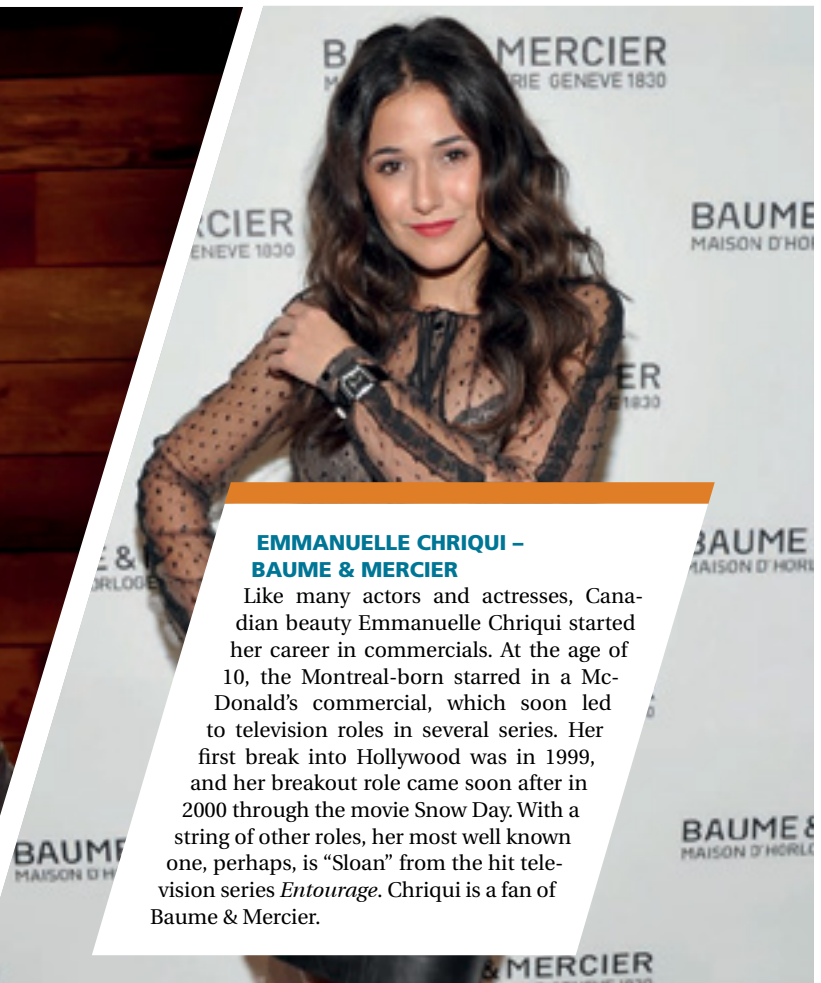 BA MERCIER
RIE GENEVE 1830
RCIER
ENEVE 1830
BAUME
MAISON D'HOR
ER
E 1830
EMMANUELLE CHRIQUI –
BAUME & MERCIER
Like many actors and actresses, Cana-
dian beauty Emmanuelle Chriqui started
her career in commercials. At the age of
10, the Montreal-born starred in a Mc-
Donald's commercial, which soon led
to television roles in several series. Her
first break into Hollywood was in 1999,
and her breakout role came soon after in
2000 through the movie Snow Day. With a
string of other roles, her most well known
one, perhaps, is “Sloan” from the hit tele-
vision series Entourage. Chriqui is a fan of
Baume & Mercier.
E &
ORLOGE
BAUME
MAISON D'HORL
BAUME
MAISON D'H
BAUME &
MAISON D'HORLO
& MERCIER